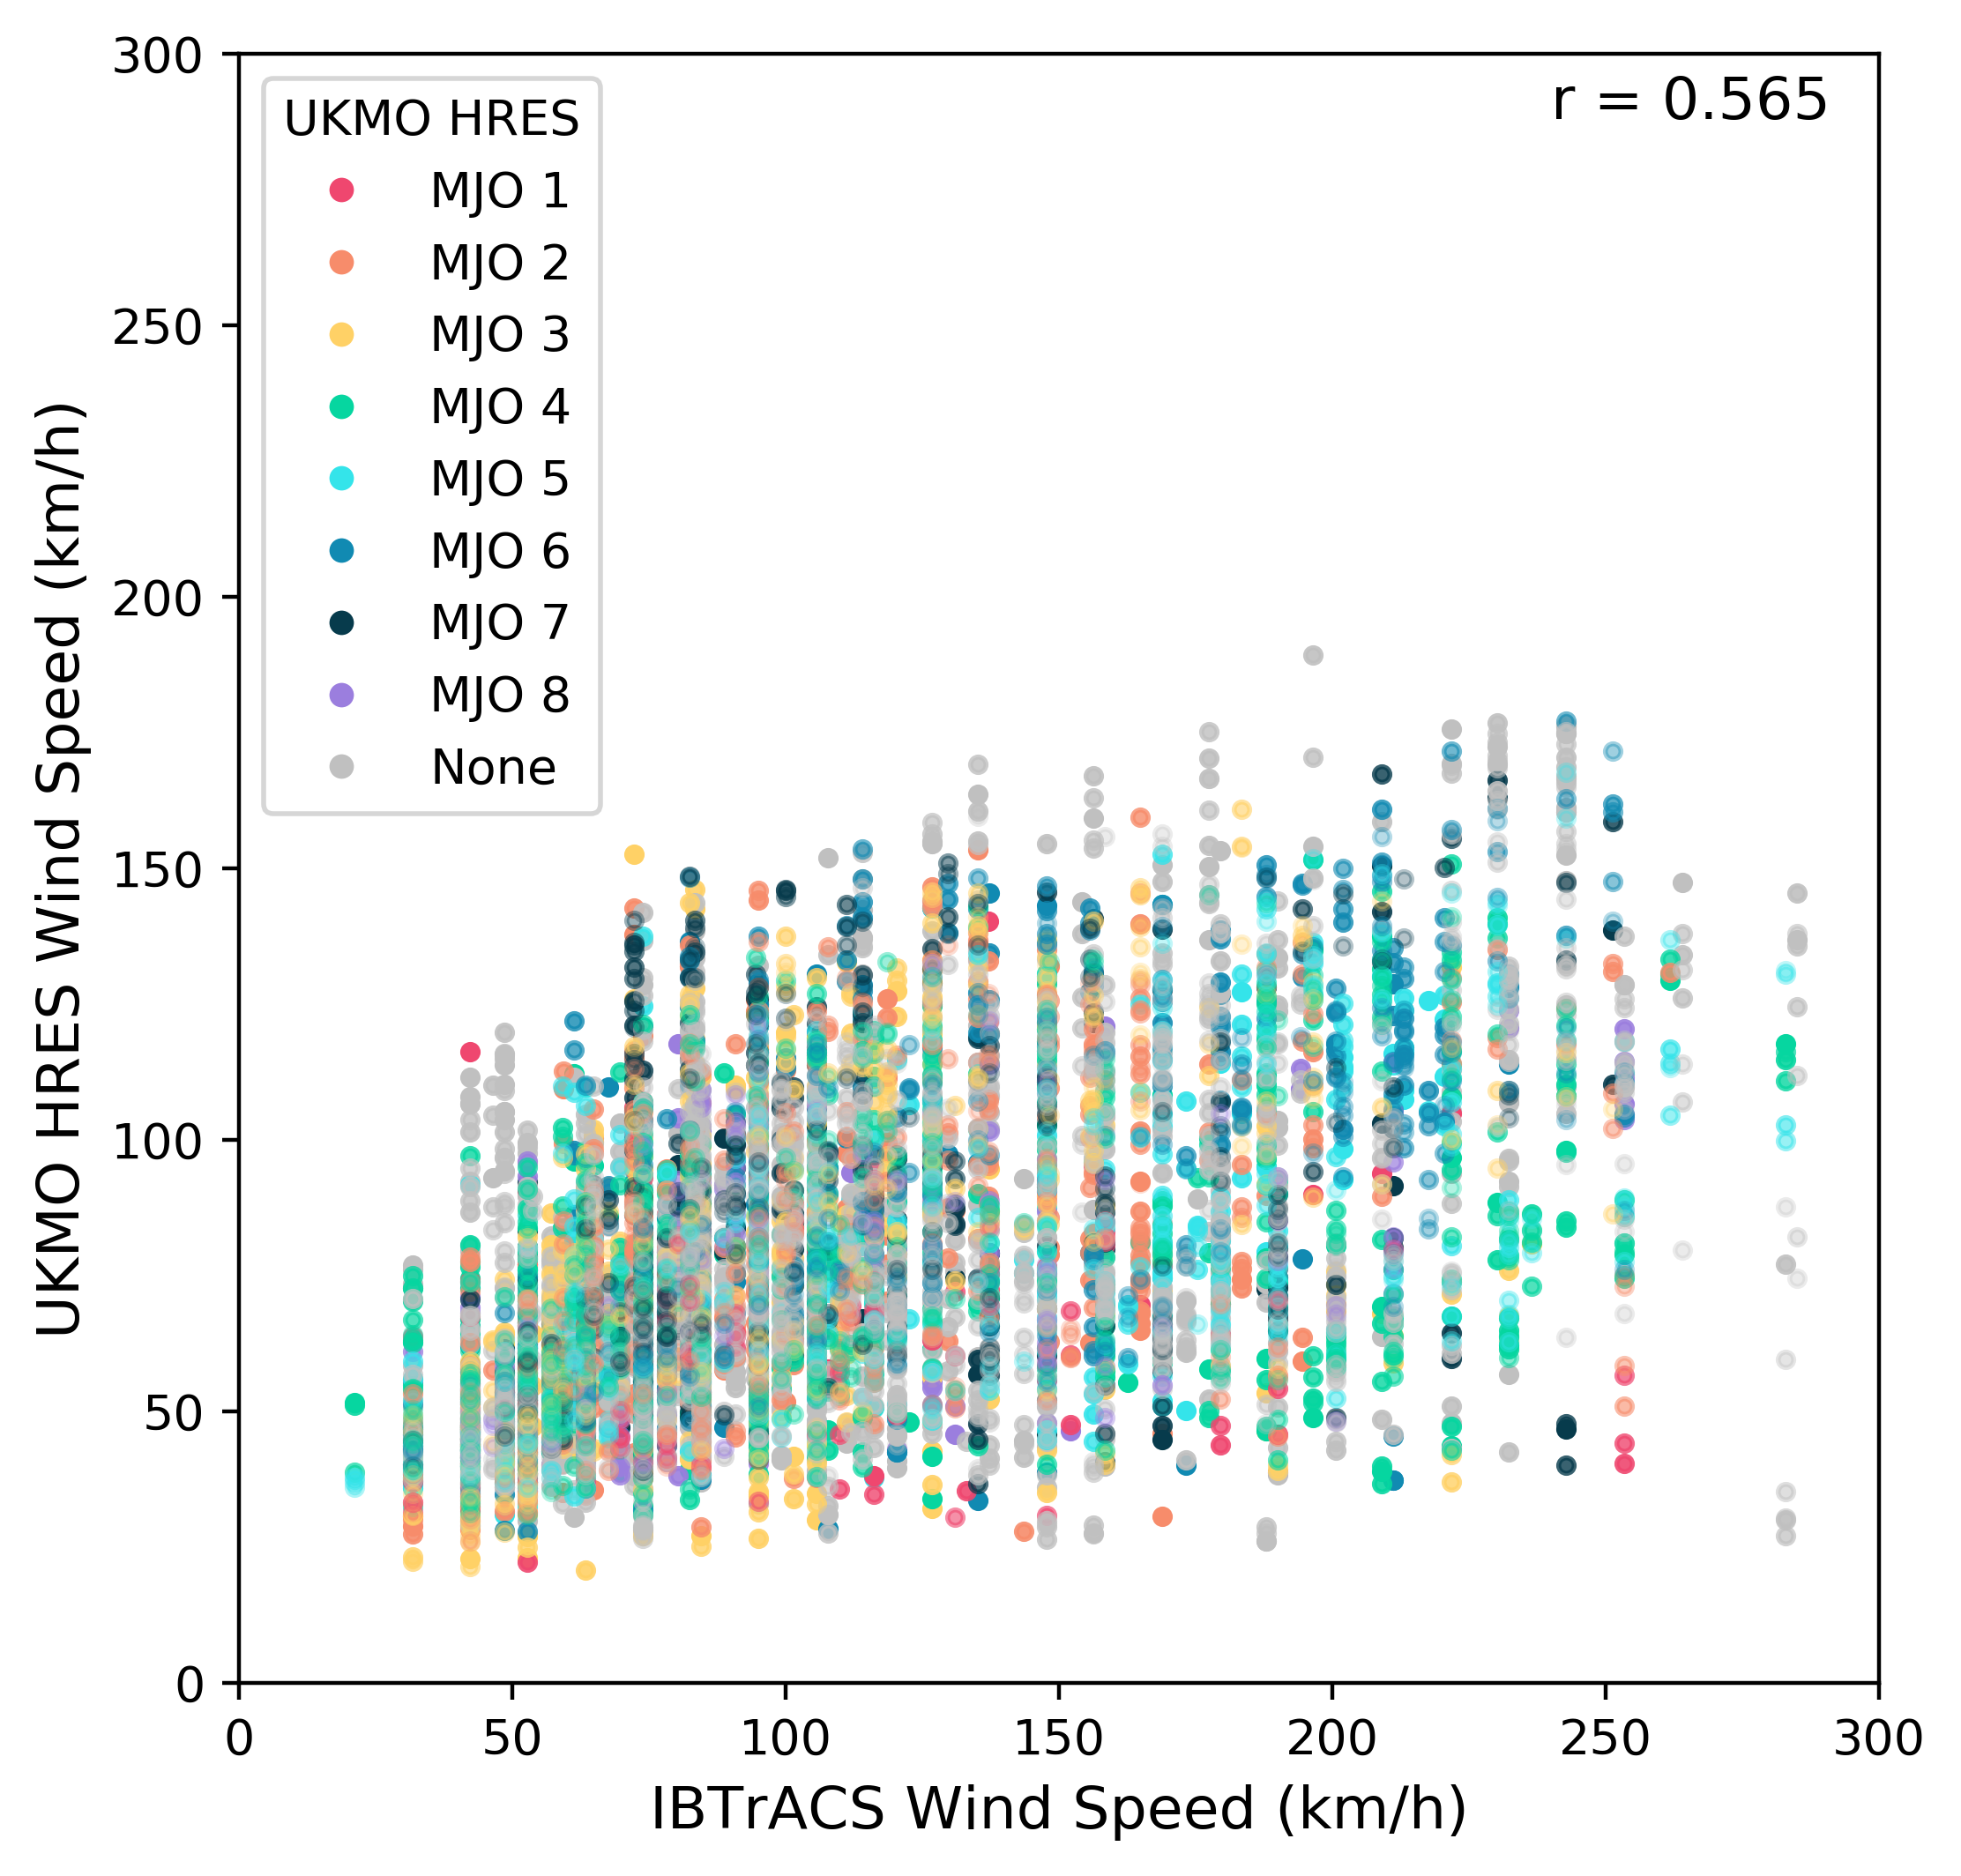 r = 0.565
UKMO HRES
MJO 1
MJO 2
MJO 3
MJO 4
MJO 5
MJO 6
MJO 7
MJO 8
None
UKMO HRES Wind Speed (km/h)
300
250
200
150
100
50
0
0 50 100 150 200 250 300
IBTrACS Wind Speed (km/h)